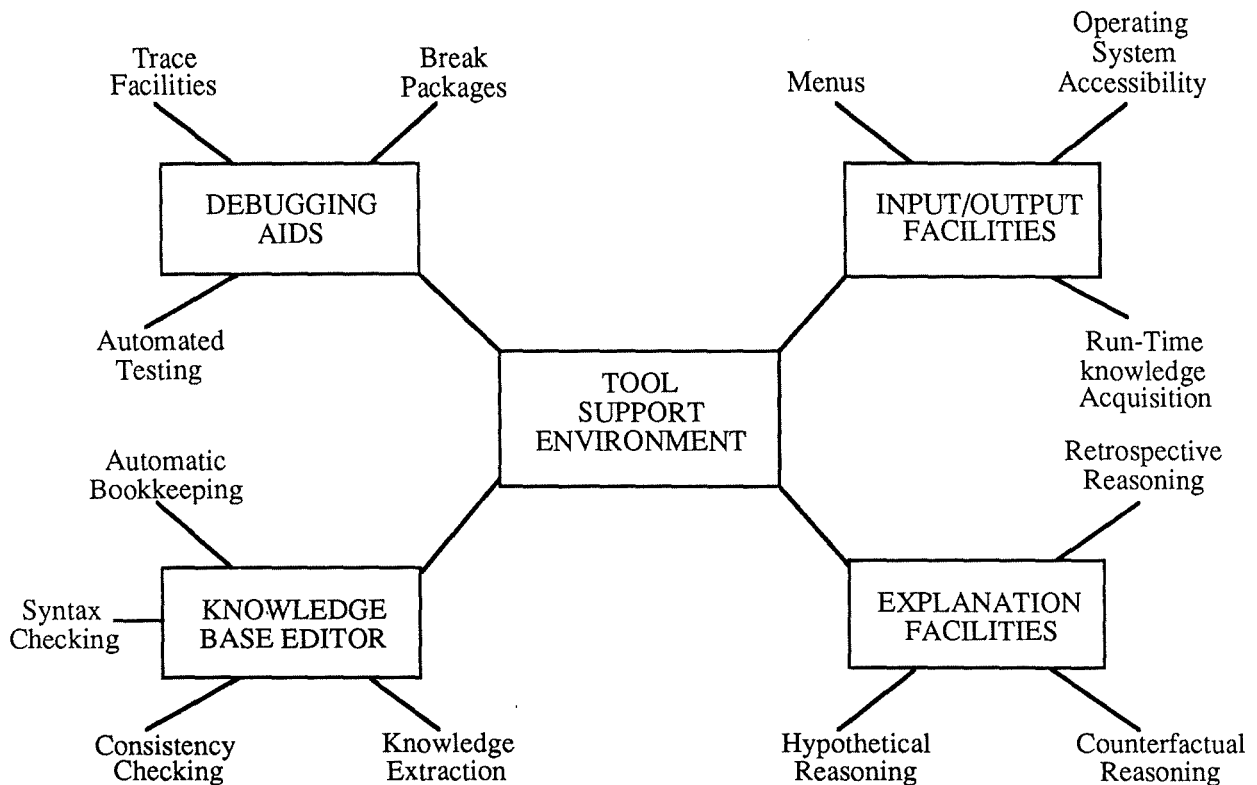 Trace
Facilities
Break
Packages
Menus
Operating
System
Accessibility
DEBUGGING
AIDS
INPUT/OUTPUT
FACILITIES
Automated
Testing
Run-Time
knowledge
Acquisition
TOOL
SUPPORT
ENVIRONMENT
Automatic
Bookkeeping
Retrospective
Reasoning
Syntax
Checking
KNOWLEDGE
BASE EDITOR
EXPLANATION
FACILITIES
Consistency
Checking
Knowledge
Extraction
Hypothetical
Reasoning
Counterfactual
Reasoning